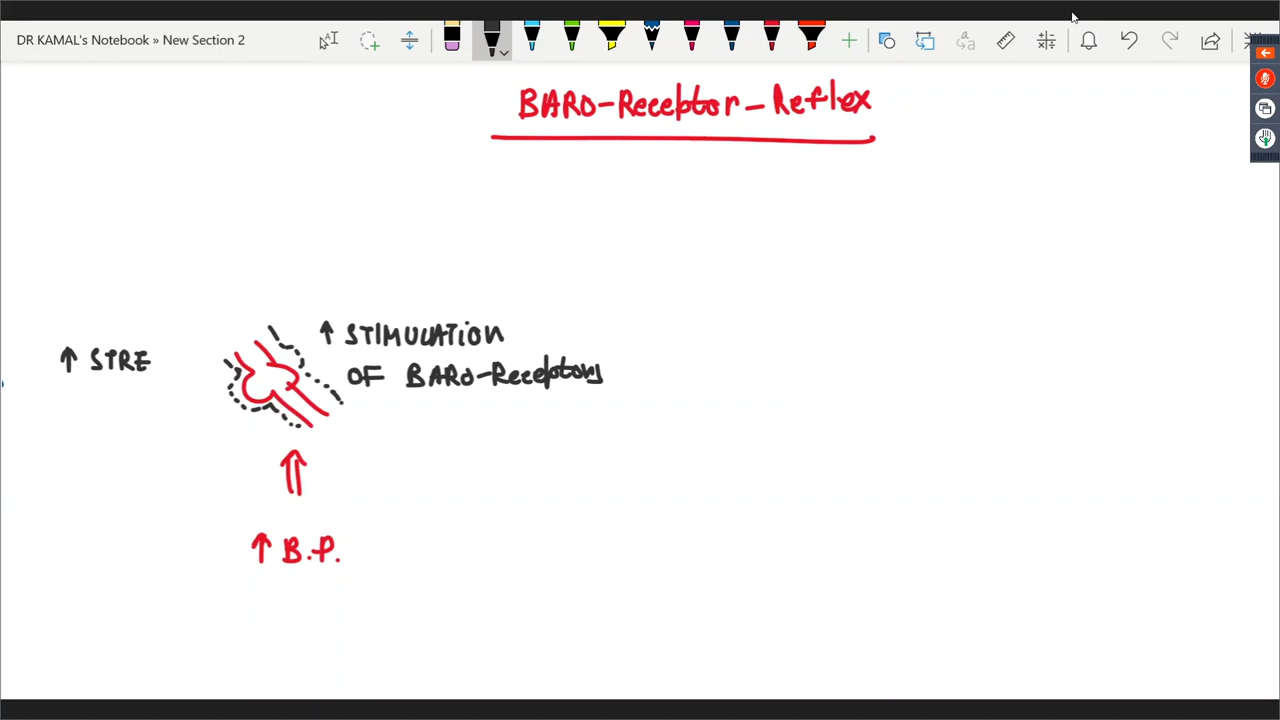 DR KAMAL's Notebook » New Section 2
BARO-Receptor-Reflex
↑ STIMULATION
↑ STRE
OF BARO-Receptors
↑ B.P.